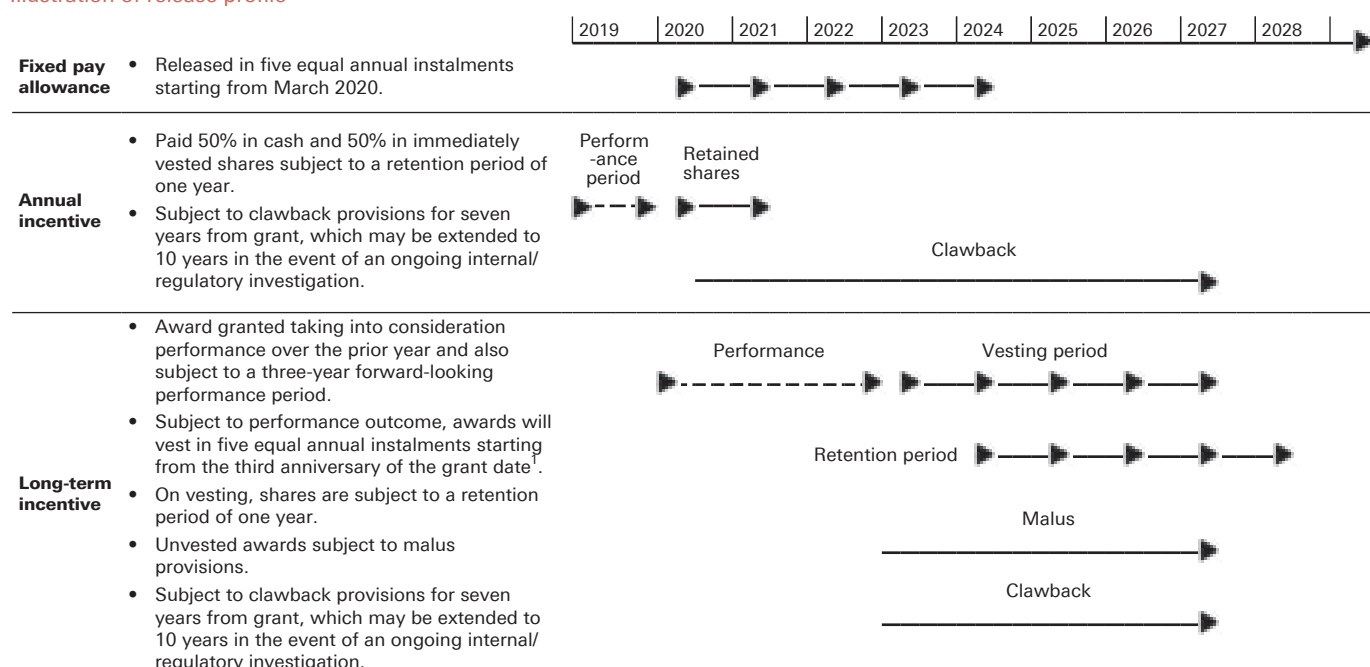 Illustration of release profile
2019 2020 2021 2022 2023 2024 2025 2026 2027 2028
Fixed pay
allowance
• Released in five equal annual instalments
starting from March 2020.
Annual
incentive
• Paid 50% in cash and 50% in immediately
vested shares subject to a retention period of
one year.
• Subject to clawback provisions for seven
years from grant, which may be extended to
10 years in the event of an ongoing internal/
regulatory investigation.
Perform
-ance
period
Retained
shares
Clawback
Long-term
incentive
• Award granted taking into consideration
performance over the prior year and also
subject to a three-year forward-looking
performance period.
• Subject to performance outcome, awards will
vest in five equal annual instalments starting
from the third anniversary of the grant date1.
• On vesting, shares are subject to a retention
period of one year.
• Unvested awards subject to malus
provisions.
• Subject to clawback provisions for seven
years from grant, which may be extended to
10 years in the event of an ongoing internal/
regulatory investigation.
Performance
Vesting period
Retention period
Malus
Clawback